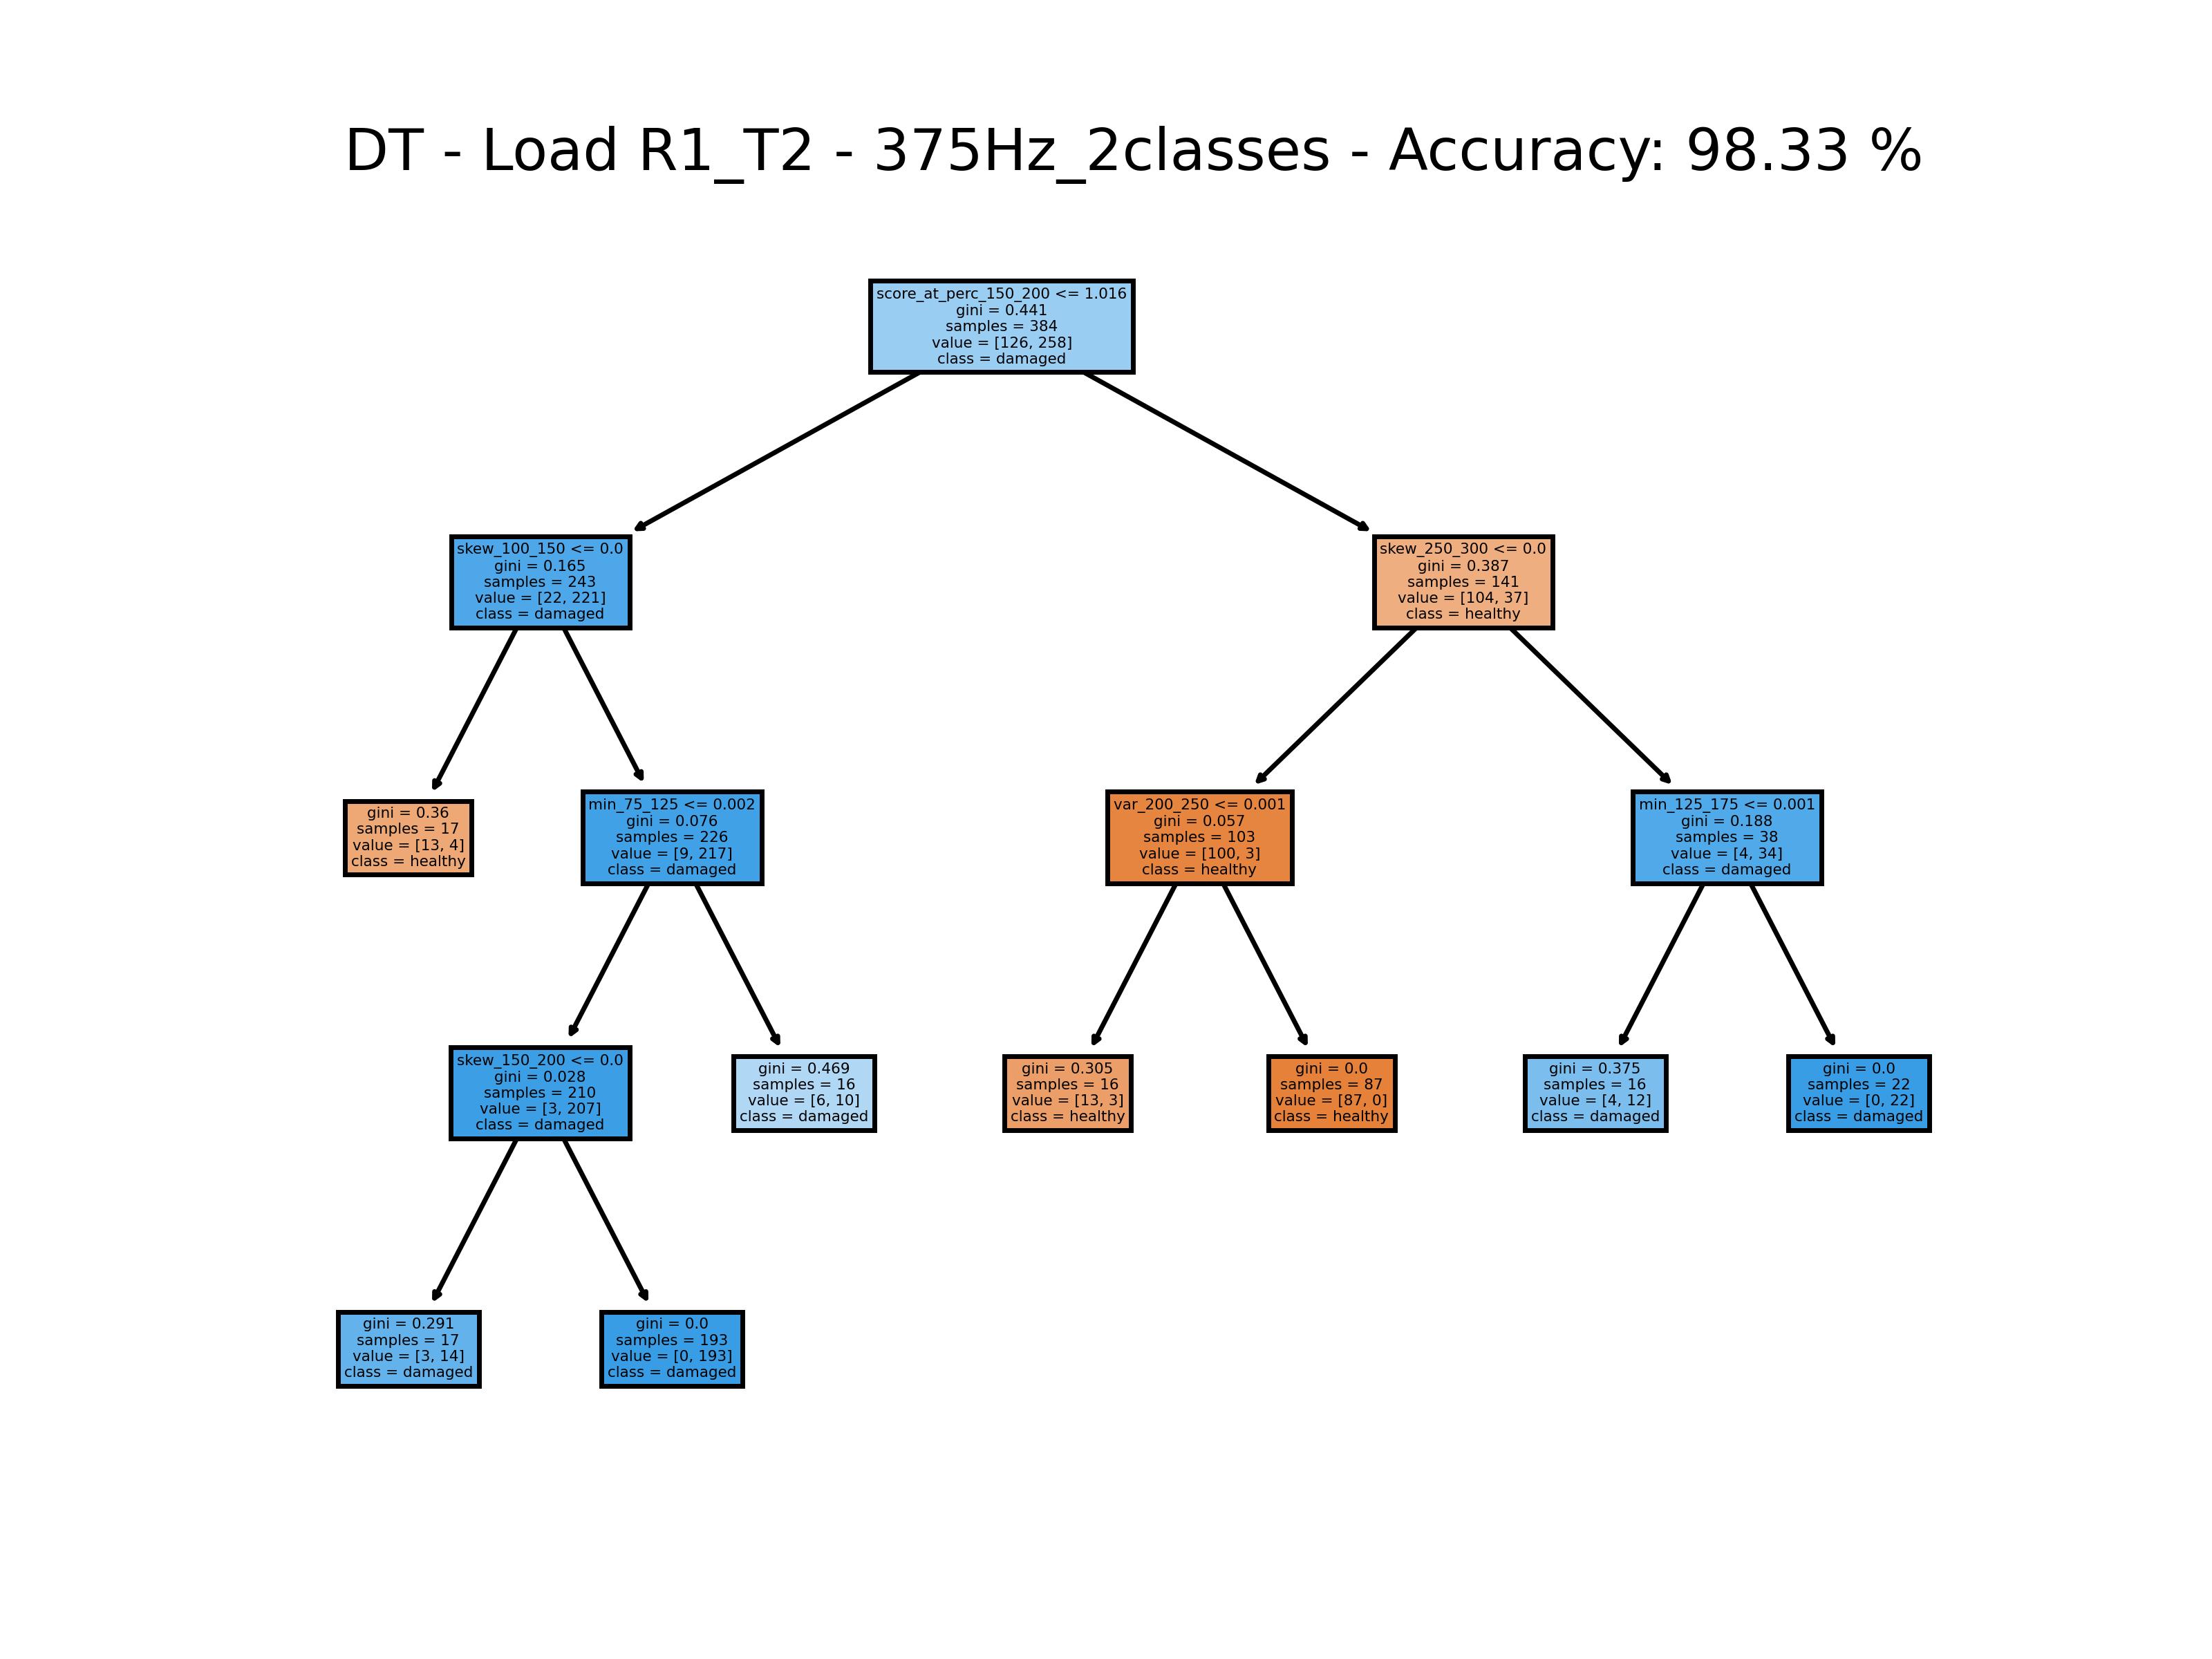 DT - Load R1_T2 - 375Hz_2classes - Accuracy: 98.33 %
score_at_perc_150_200 <= 1.016
gini = 0.441
samples = 384
value = [126, 258]
class = damaged
skew_100_150 <= 0.0
gini = 0.165
samples = 243
value = [22, 221]
class = damaged
skew_250_300 <= 0.0
gini = 0.387
samples = 141
value = [104, 37]
class = healthy
gini = 0.36
samples = 17
value = [13, 4]
class = healthy
min_75_125 <= 0.002
gini = 0.076
samples = 226
value = [9, 217]
class = damaged
var_200_250 <= 0.001
gini = 0.057
samples = 103
value = [100, 3]
class = healthy
min_125_175 <= 0.001
gini = 0.188
samples = 38
value = [4, 34]
class = damaged
skew_150_200 <= 0.0
gini = 0.028
samples = 210
value = [3, 207]
class = damaged
gini = 0.469
samples = 16
value = [6, 10]
class = damaged
gini = 0.305
samples = 16
value = [13, 3]
class = healthy
gini = 0.0
samples = 87
value = [87, 0]
class = healthy
gini = 0.375
samples = 16
value = [4, 12]
class = damaged
gini = 0.0
samples = 22
value = [0, 22]
class = damaged
gini = 0.291
samples = 17
value = [3, 14]
class = damaged
gini = 0.0
samples = 193
value = [0, 193]
class = damaged